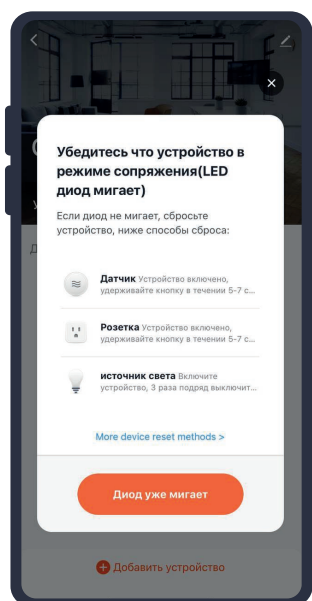 Убедитесь что устройство в
режиме сопряжения(LED
диод мигает)
Если диод не мигает, сбросьте
устройство, ниже способы сброса:
Датчик Устройство включено,
удерживайте кнопку в течении 5-7 с...
Розетка Устройство включено,
удерживайте кнопку в течении 5-7 с...
источник света Включите
устройство, 3 раза подряд выключит...
More device reset methods >
Диод уже мигает
Добавить устройство